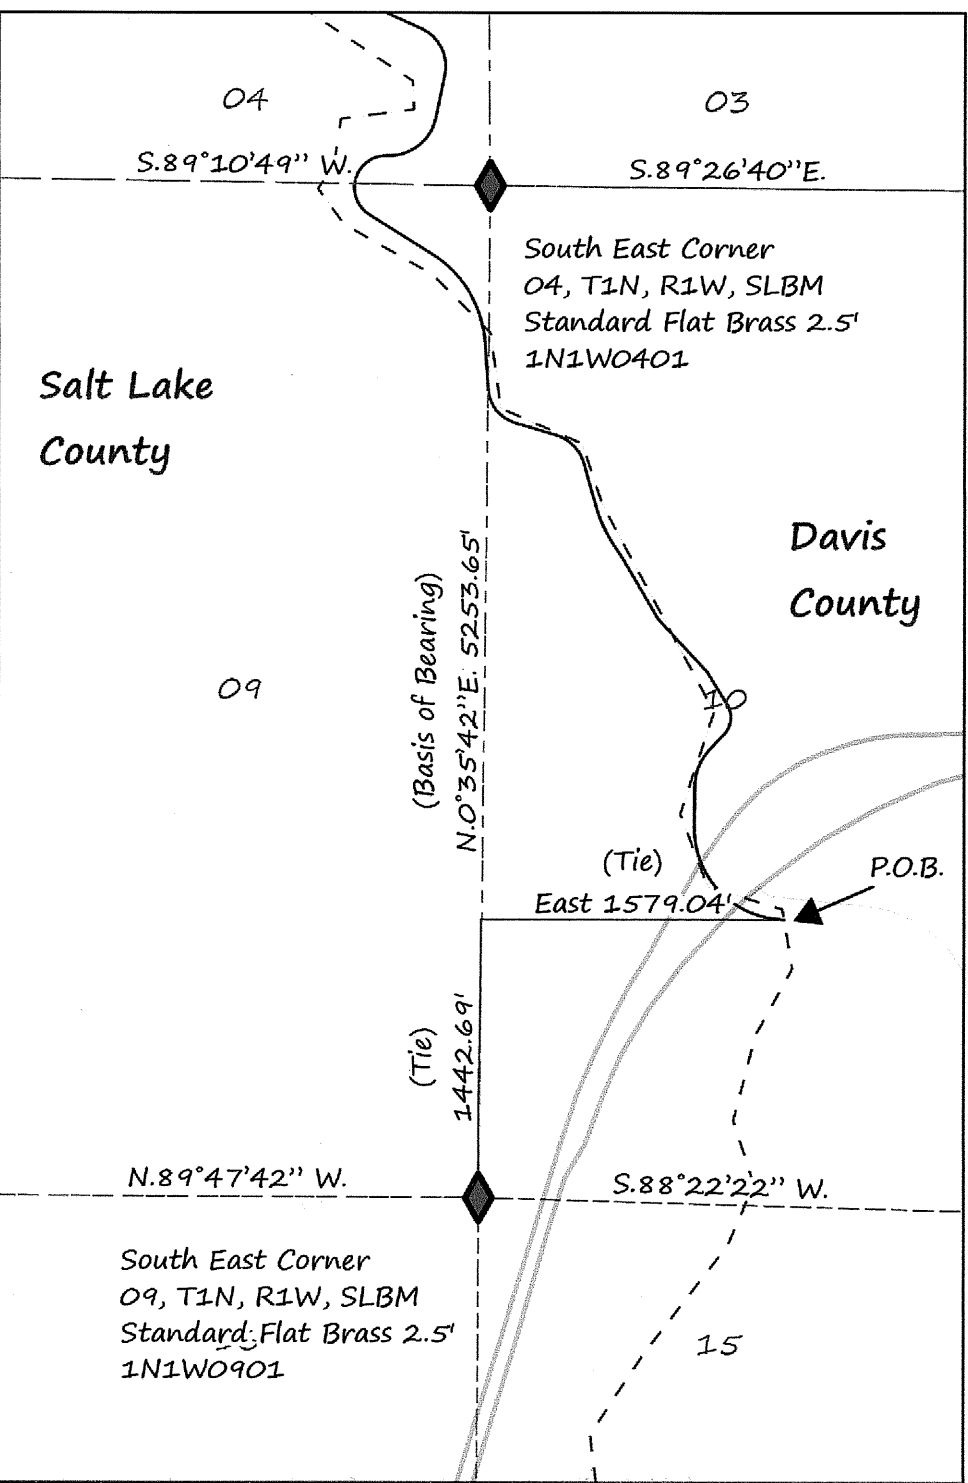 04
03
S.89°10'49" W.
S.89°26'40"E.
South East Corner
04, T1N, R1W, SLBM
Standard Flat Brass 2.5'
1N1W0401
Salt Lake
County
Davis
County
(Basis of Bearing)
N.0°35'42"E. 5253.65'
09
10
(Tie)
East 1579.04'
P.O.B.
(Tie)
1442.69'
N.89°47'42" W.
S.88°22'22" W.
South East Corner
09, T1N, R1W, SLBM
Standard Flat Brass 2.5'
1N1W0901
15